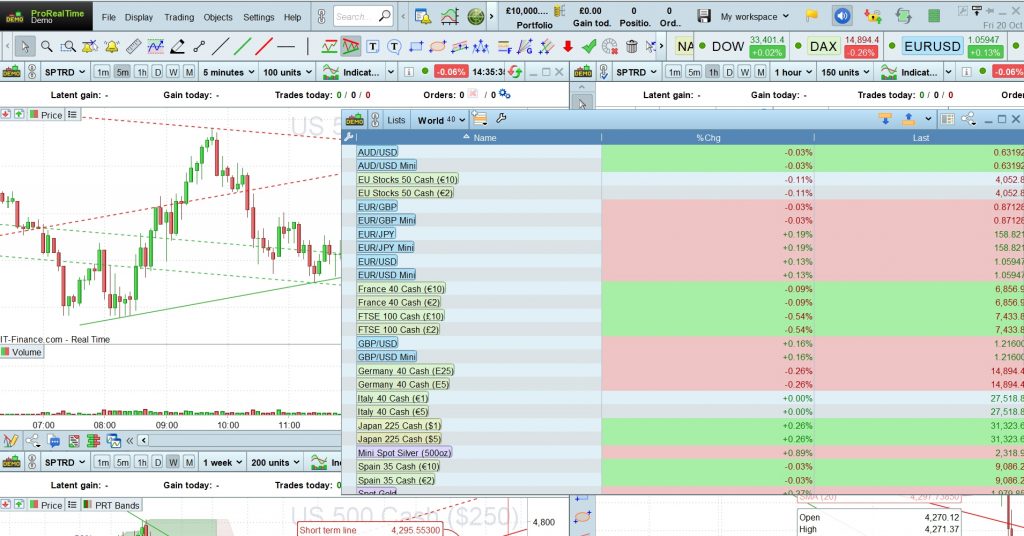 ProRealTime
Demo
DEMO
File Display Trading Objects Settings Help
Search...
£10,000....
Portfolio
£0.00
Gain tod.
0
Positio.
0
Ord..
My workspace
Fri 20 Oct
NA
DOW 33,401.4 +0.02%
DAX 14,894.4 -0.26%
EURUSD 1.05947 +0.13%
DEMO SPTRD 1m 5m 1h D W M 5 minutes 100 units Indicat... -0.06% 14:35:3
DEMO SPTRD 1m 5m 1h D W M 1 hour 150 units Indicat... -0.06%
Latent gain: - Gain today: - Trades today: 0 / 0 / 0 Orders: 0 / 0
Latent gain: - Gain today: - Trades today: 0 / 0 / 0 Orders:
Price
US 5
DEMO Lists World 40
Name %Chg Last
AUD/USD -0.03% 0.63192
AUD/USD Mini -0.03% 0.63192
EU Stocks 50 Cash (€10) -0.11% 4,052.8
EU Stocks 50 Cash (€2) -0.11% 4,052.8
EUR/GBP -0.03% 0.87128
EUR/GBP Mini -0.03% 0.87128
EUR/JPY +0.19% 158.821
EUR/JPY Mini +0.19% 158.821
EUR/USD +0.13% 1.05947
EUR/USD Mini +0.13% 1.05947
France 40 Cash (€10) -0.09% 6,856.9
France 40 Cash (€2) -0.09% 6,856.9
FTSE 100 Cash (£10) -0.54% 7,433.8
FTSE 100 Cash (£2) -0.54% 7,433.8
GBP/USD +0.16% 1.21600
GBP/USD Mini +0.16% 1.21600
Germany 40 Cash (E25) -0.26% 14,894.4
Germany 40 Cash (E5) -0.26% 14,894.4
Italy 40 Cash (€1) +0.00% 27,518.8
Italy 40 Cash (€5) +0.00% 27,518.8
Japan 225 Cash ($1) +0.26% 31,323.6
Japan 225 Cash ($5) +0.26% 31,323.6
Mini Spot Silver (500oz) +0.89% 2,318.9
Spain 35 Cash (€10) -0.03% 9,086.2
Spain 35 Cash (€2) -0.03% 9,086.2
Spot Gold +0.37%
IT-Finance.com - Real Time
Volume
07:00 08:00 09:00 10:00 11:00
DEMO SPTRD 1m 5m 1h D W M 1 week 200 units In
Latent gain: - Gain today: -
Price PRT Bands
US 500 Cash ($250)
Short term line 4,295.55300
4,800
SMA (20) 4,297.73850
Open 4,270.12
High 4,271.37